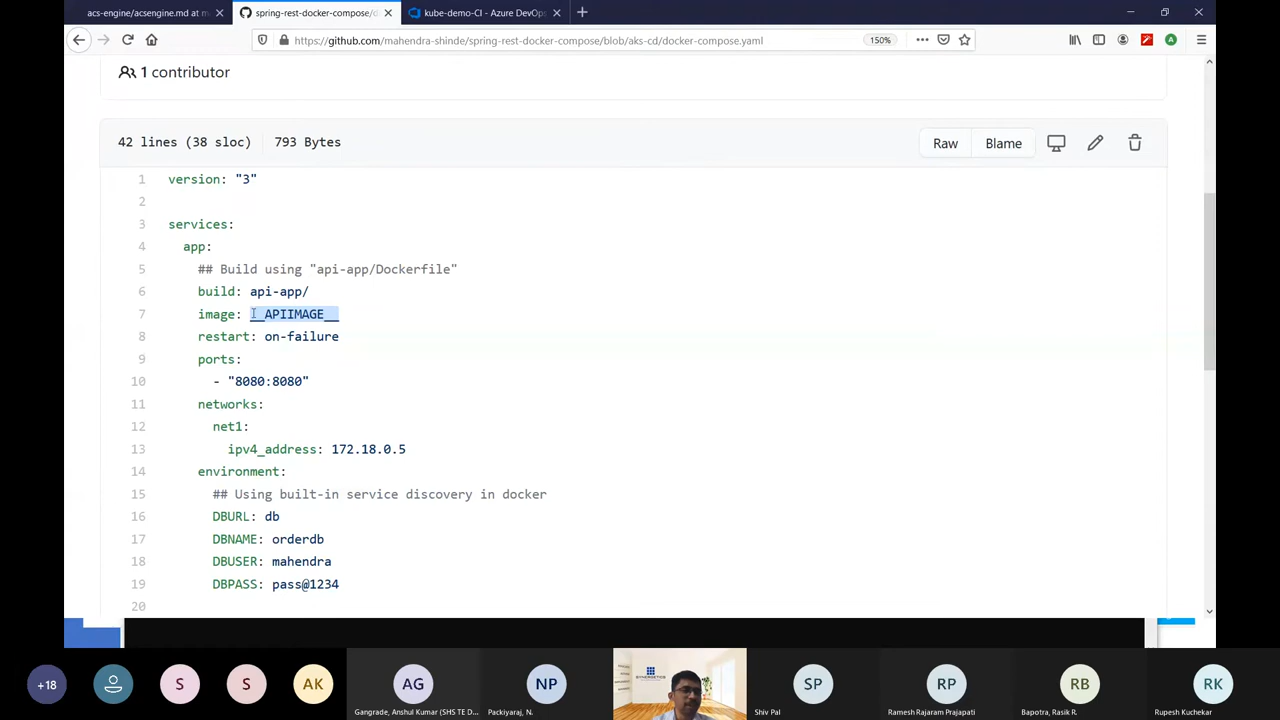 acs-engine/acsengine.md at m
spring-rest-docker-compose/d
kube-demo-CI - Azure DevOps
https://github.com/mahendra-shinde/spring-rest-docker-compose/blob/aks-cd/docker-compose.yaml
150%
A
1 contributor
42 lines (38 sloc) 793 Bytes
Raw Blame
1 version: "3"
2
3 services:
4 app:
5 ## Build using "api-app/Dockerfile"
6 build: api-app/
7 image: __APIIMAGE__
8 restart: on-failure
9 ports:
10 - "8080:8080"
11 networks:
12 net1:
13 ipv4_address: 172.18.0.5
14 environment:
15 ## Using built-in service discovery in docker
16 DBURL: db
17 DBNAME: orderdb
18 DBUSER: mahendra
19 DBPASS: pass@1234
20
+18 S S AK AG NP SYNERGETICS SP RP RB RK
Gangrade, Anshul Kumar (SHS TE D... Packiyaraj, N. Shiv Pal Ramesh Rajaram Prajapati Bapotra, Rasik R. Rupesh Kuchekar